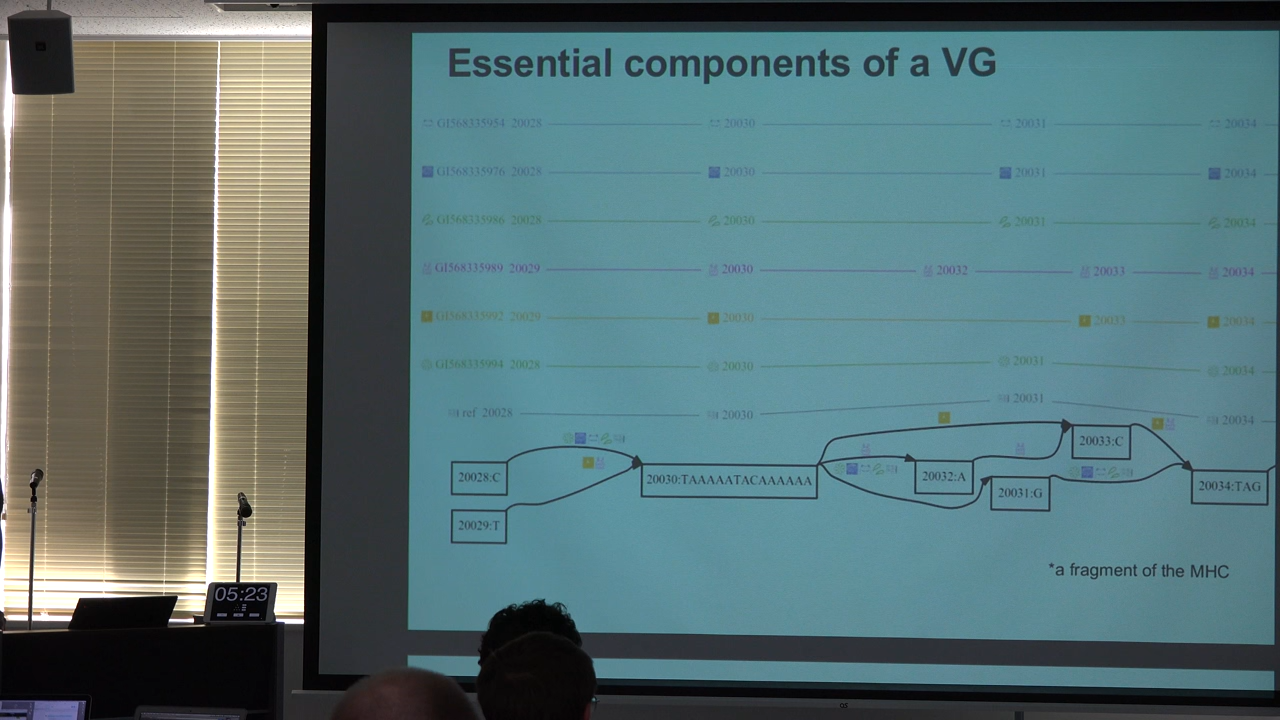 Essential components of a VG
GI568335954 20028 20030 20031 20034
GI568335976 20028 20030 20031 20034
GI568335986 20028 20030 20031 20034
GI568335989 20029 20030 20032 20033 20034
GI568335992 20029 20030 20033 20034
GI568335994 20028 20030 20031 20034
ref 20028 20030 20031 20034
20033:C
20028:C 20030:TAAAAATACAAAAAA 20032:A 20031:G 20034:TAG
20029:T
*a fragment of the MHC
05:23